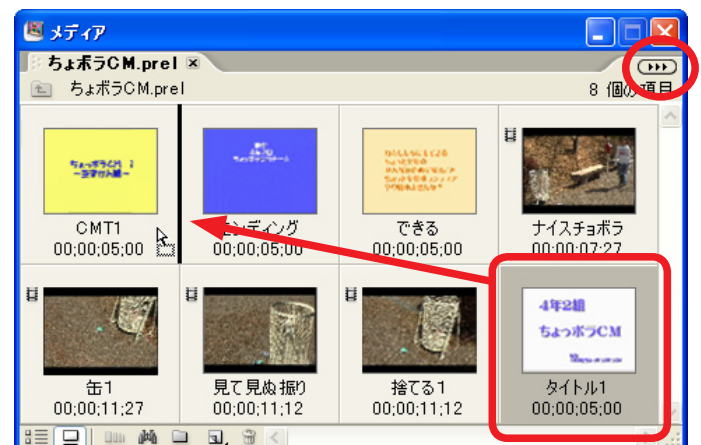 メディア
ちょボラCM.prel
ちょボラCM.prel
8 個の項目
CMT1
00;00;05;00
エンディング
00;00;05;00
できる
00;00;05;00
ナイスチョボラ
00;00;07;27
缶1
00;00;11;27
見て見ぬ振り
00;00;11;12
捨てる1
00;00;11;12
4年2組
ちょっボラCM
タイトル1
00;00;05;00